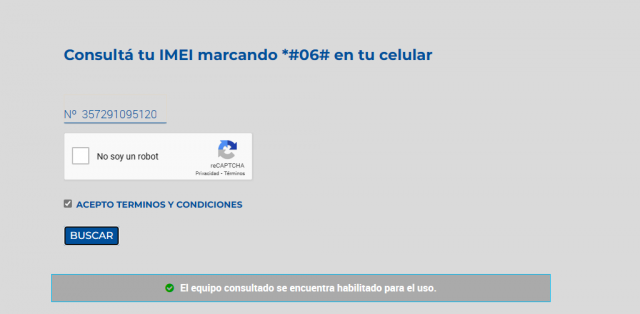 Consultá tu IMEI marcando *#06# en tu celular
Nº 357291095120
No soy un robot
reCAPTCHA
Privacidad • Términos
ACEPTO TERMINOS Y CONDICIONES
BUSCAR
El equipo consultado se encuentra habilitado para el uso.